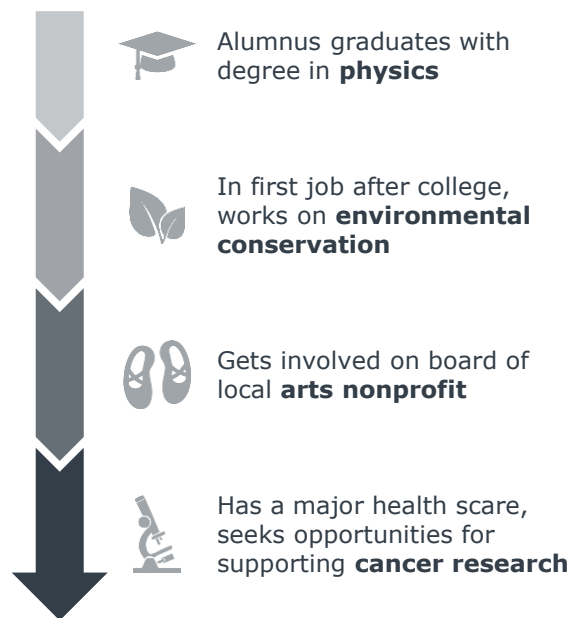 Alumnus graduates with
degree in physics
In first job after college,
works on environmental
conservation
Gets involved on board of
local arts nonprofit
Has a major health scare,
seeks opportunities for
supporting cancer research